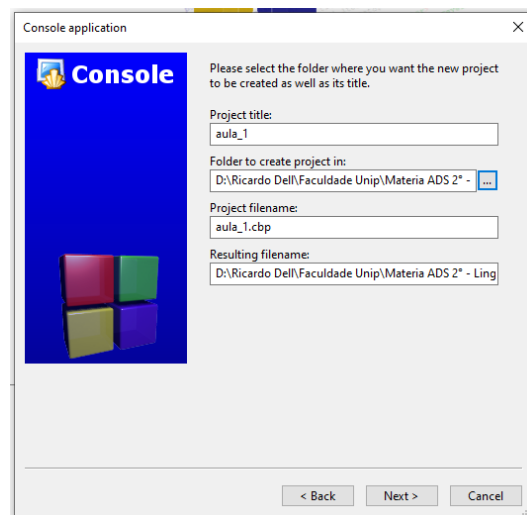 Console application
Console
Please select the folder where you want the new project
to be created as well as its title.
Project title:
aula_1
Folder to create project in:
D:\Ricardo Dell\Faculdade Unip\Materia ADS 2° -
...
Project filename:
aula_1.cbp
Resulting filename:
D:\Ricardo Dell\Faculdade Unip\Materia ADS 2° - Ling
< Back
Next >
Cancel